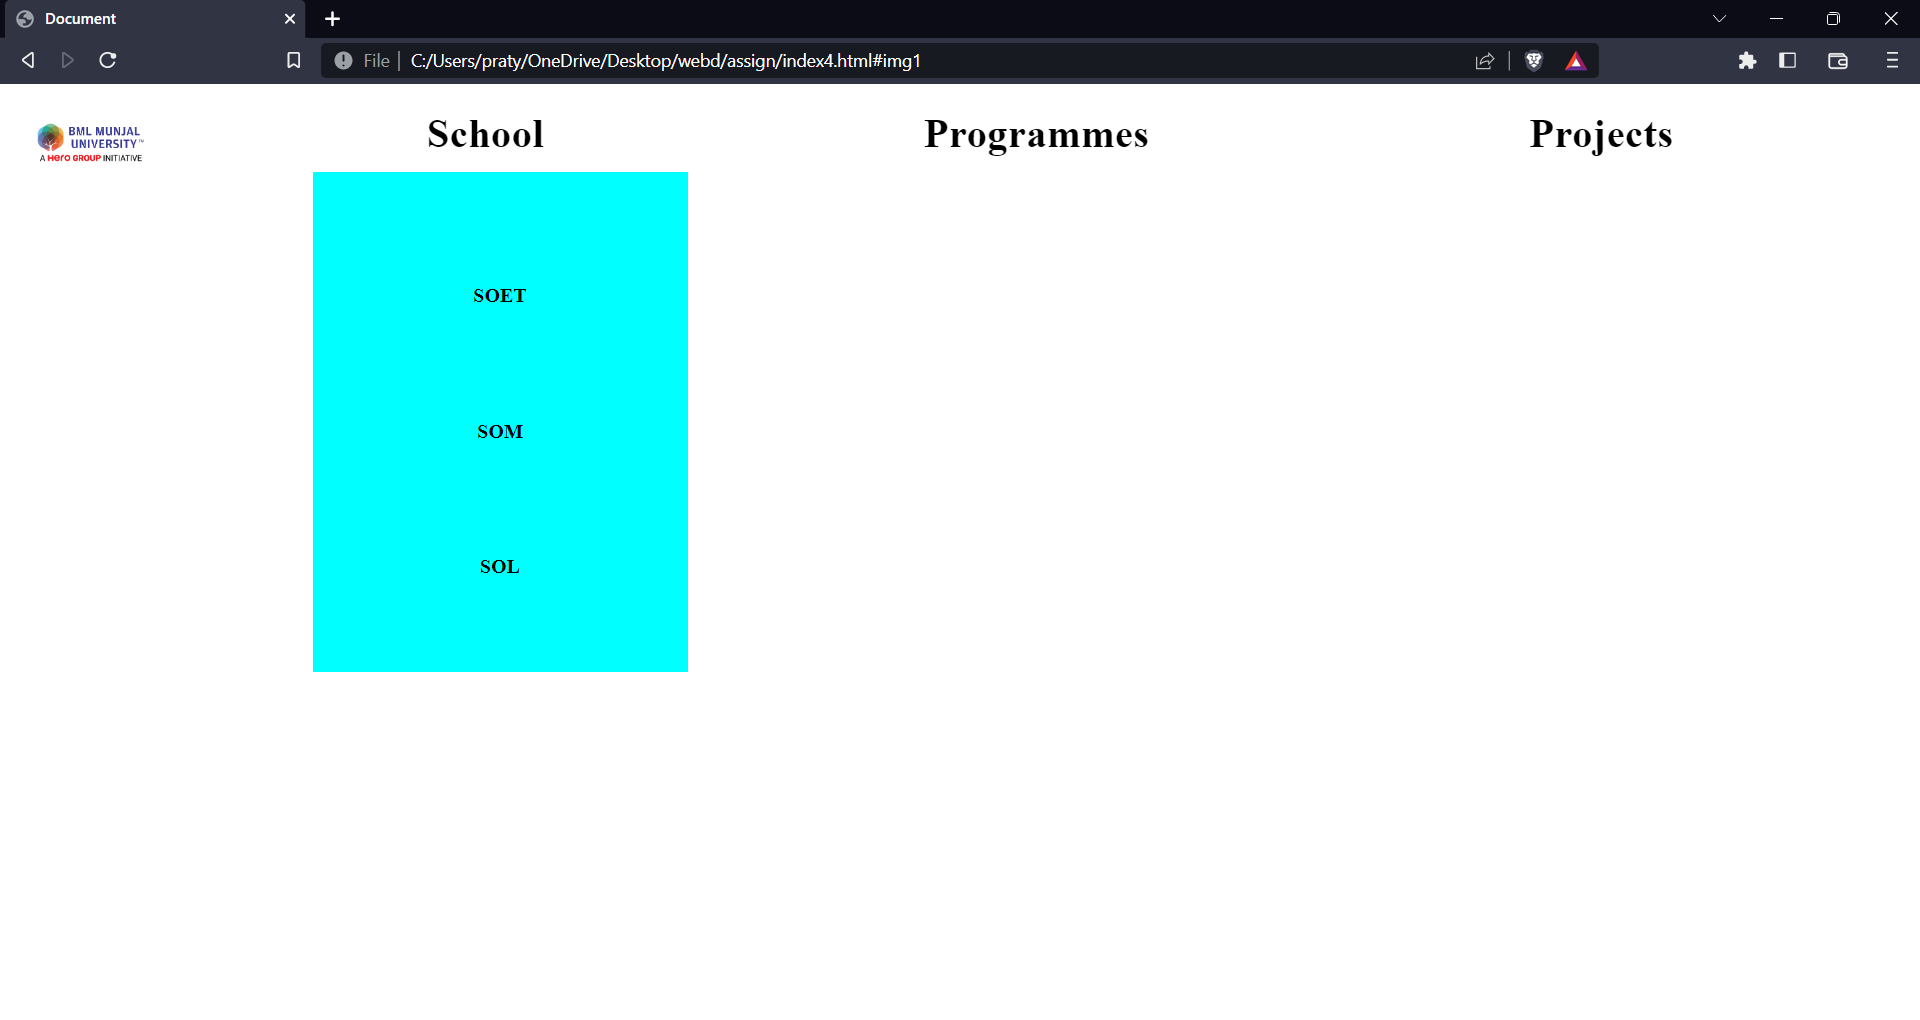 Document
File
C:/Users/praty/OneDrive/Desktop/webd/assign/index4.html#img1
BML MUNJAL
UNIVERSITY™
A Hero GROUP INITIATIVE
School
Programmes
Projects
SOET
SOM
SOL